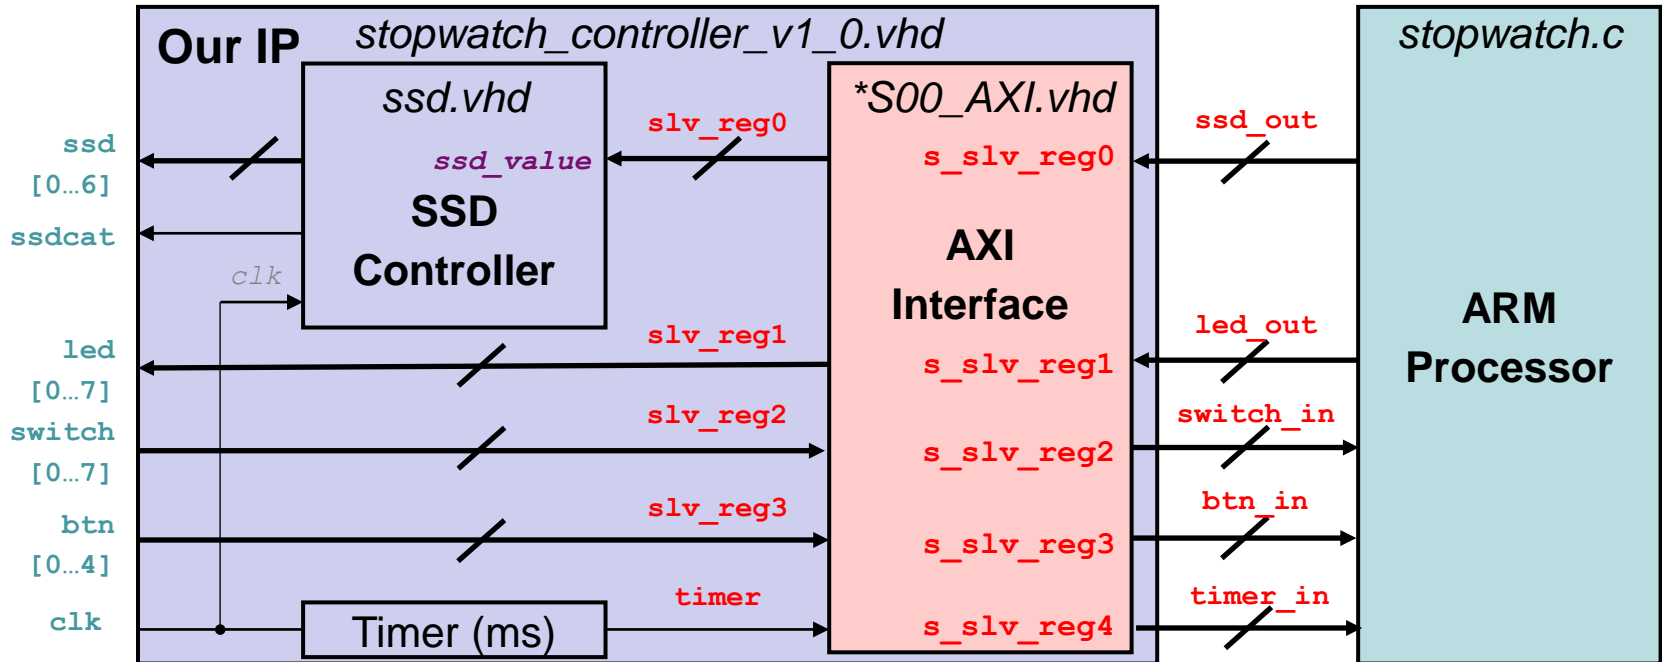 Our IP
stopwatch_controller_v1_0.vhd
stopwatch.c
ssd.vhd
*S00_AXI.vhd
ssd
[0…6]
ssdcat
ssd_value
SSD
Controller
clk
slv_reg0
s_slv_reg0
ssd_out
AXI
Interface
ARM
Processor
led
[0…7]
slv_reg1
s_slv_reg1
led_out
switch
[0…7]
slv_reg2
s_slv_reg2
switch_in
btn
[0…4]
slv_reg3
s_slv_reg3
btn_in
clk
Timer (ms)
timer
s_slv_reg4
timer_in